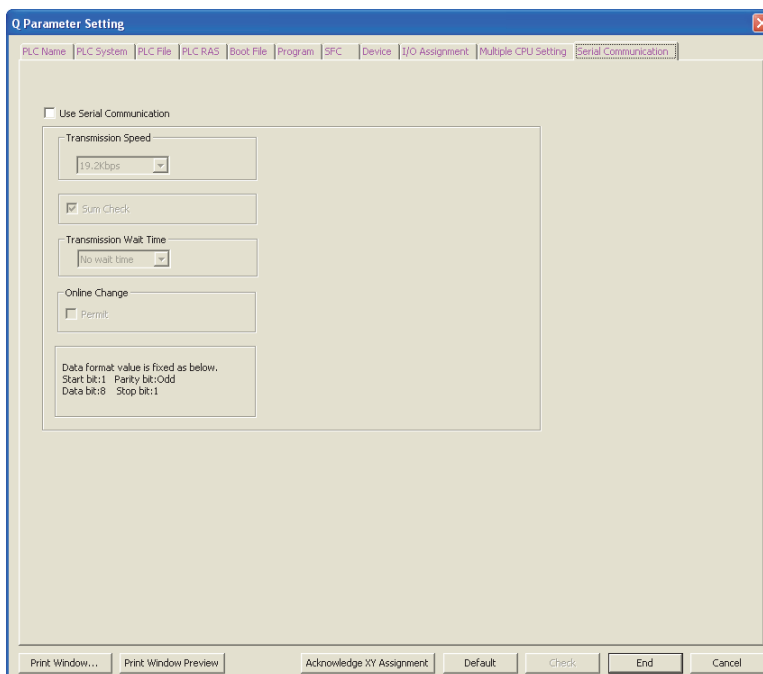 Q Parameter Setting
PLC Name PLC System PLC File PLC RAS Boot File Program SFC Device I/O Assignment Multiple CPU Setting Serial Communication
Use Serial Communication
Transmission Speed
19.2Kbps
Sum Check
Transmission Wait Time
No wait time
Online Change
Permit
Data format value is fixed as below.
Start bit:1 Parity bit:Odd
Data bit:8 Stop bit:1
Print Window... Print Window Preview Acknowledge XY Assignment Default Check End Cancel